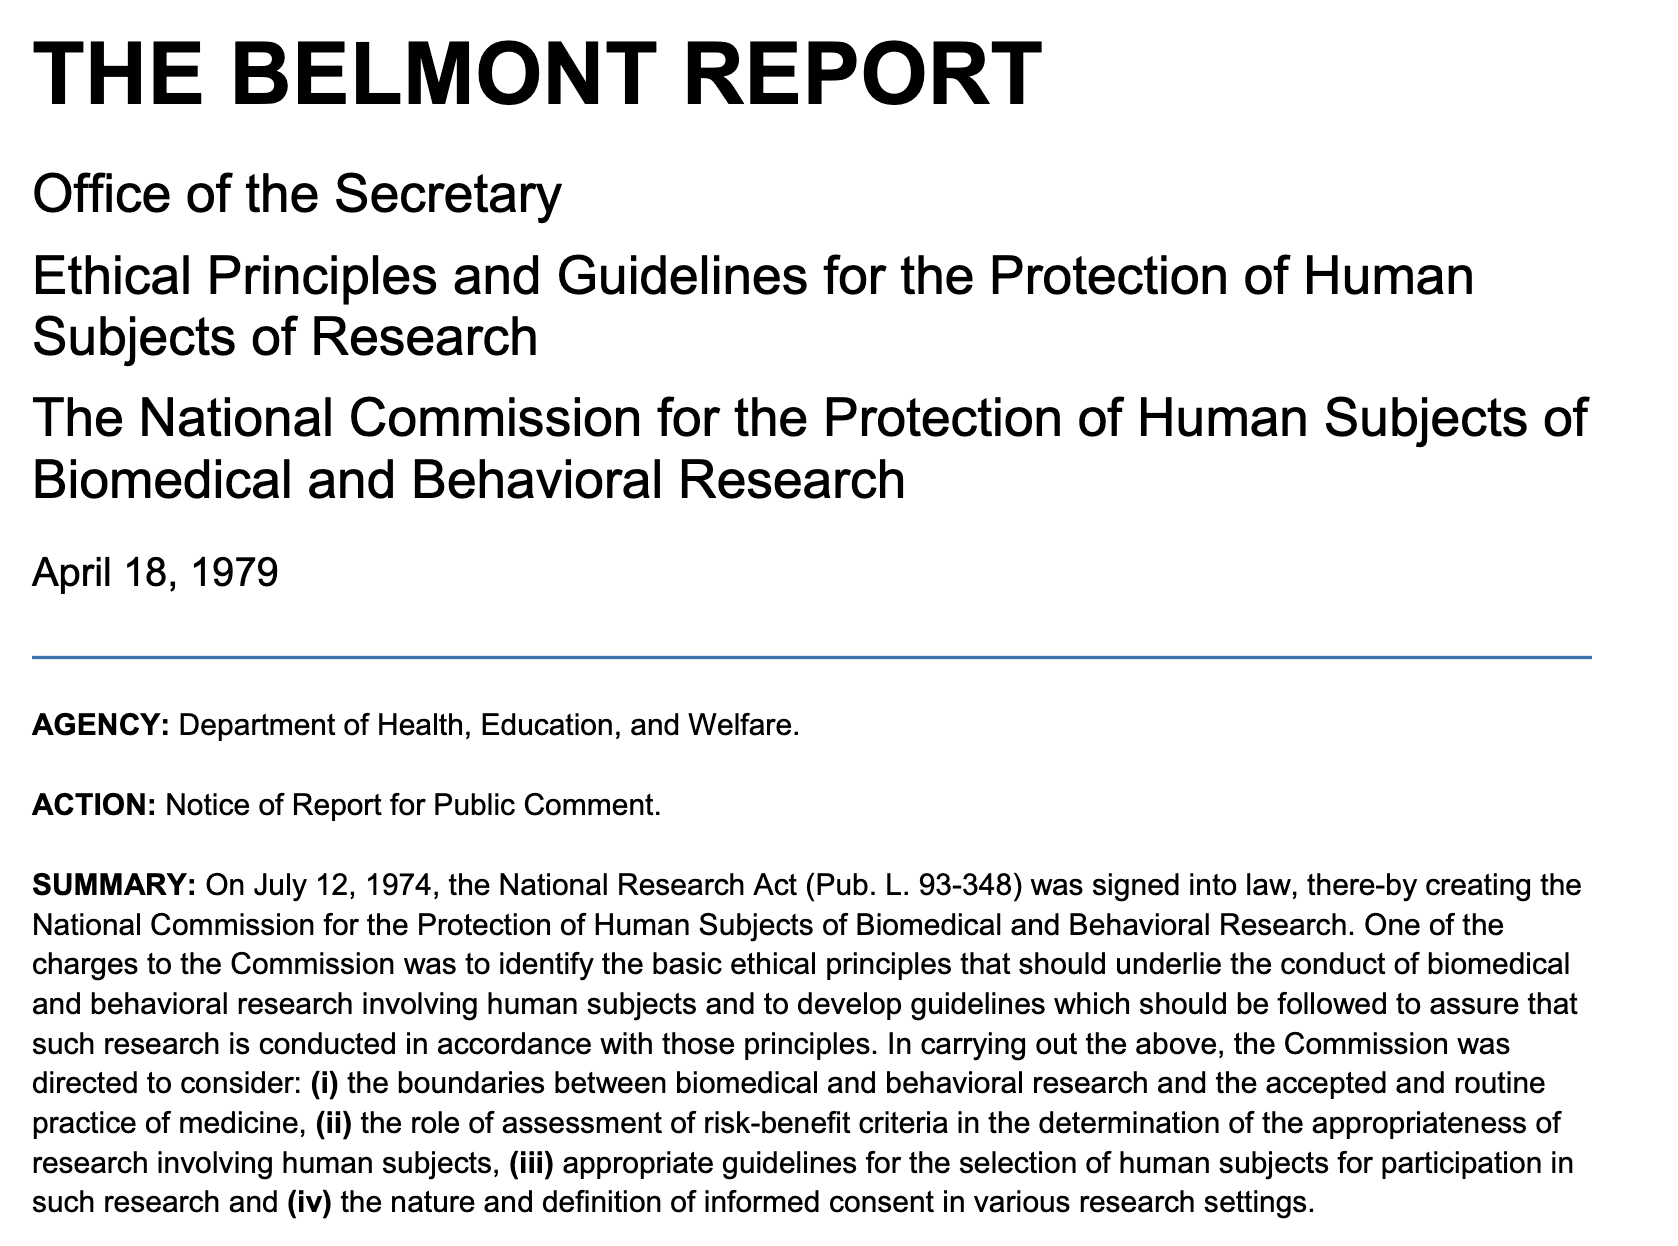 THE BELMONT REPORT
Office of the Secretary
Ethical Principles and Guidelines for the Protection of Human
Subjects of Research
The National Commission for the Protection of Human Subjects of
Biomedical and Behavioral Research
April 18, 1979
AGENCY: Department of Health, Education, and Welfare.
ACTION: Notice of Report for Public Comment.
SUMMARY: On July 12, 1974, the National Research Act (Pub. L. 93-348) was signed into law, there-by creating the
National Commission for the Protection of Human Subjects of Biomedical and Behavioral Research. One of the
charges to the Commission was to identify the basic ethical principles that should underlie the conduct of biomedical
and behavioral research involving human subjects and to develop guidelines which should be followed to assure that
such research is conducted in accordance with those principles. In carrying out the above, the Commission was
directed to consider: (i) the boundaries between biomedical and behavioral research and the accepted and routine
practice of medicine, (ii) the role of assessment of risk-benefit criteria in the determination of the appropriateness of
research involving human subjects, (iii) appropriate guidelines for the selection of human subjects for participation in
such research and (iv) the nature and definition of informed consent in various research settings.